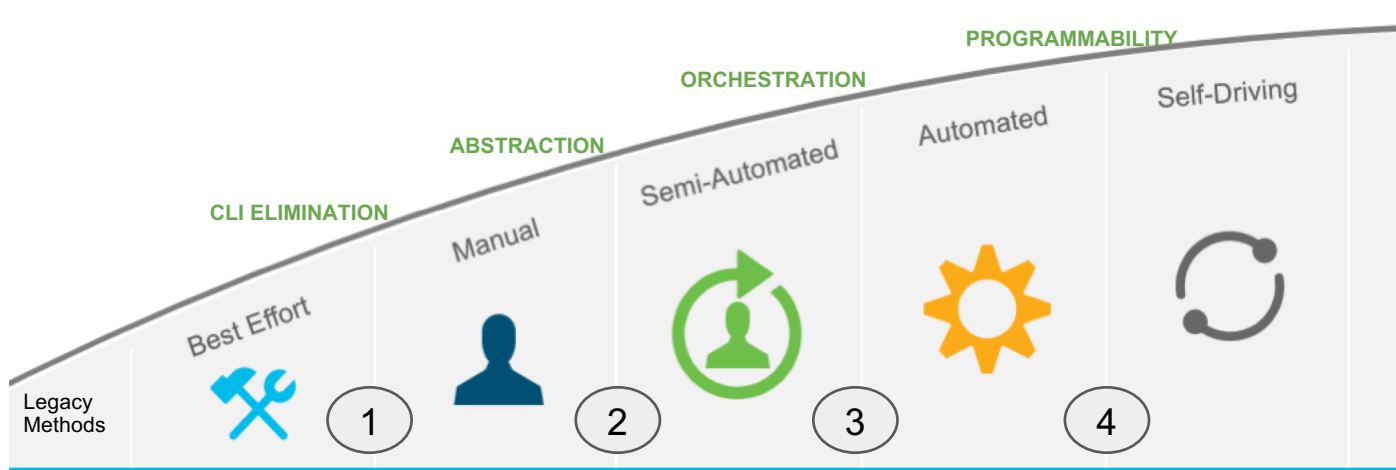 PROGRAMMABILITY
ORCHESTRATION
Self-Driving
Automated
ABSTRACTION
Semi-Automated
CLI ELIMINATION
Manual
Best Effort
Legacy
Methods
1
2
3
4